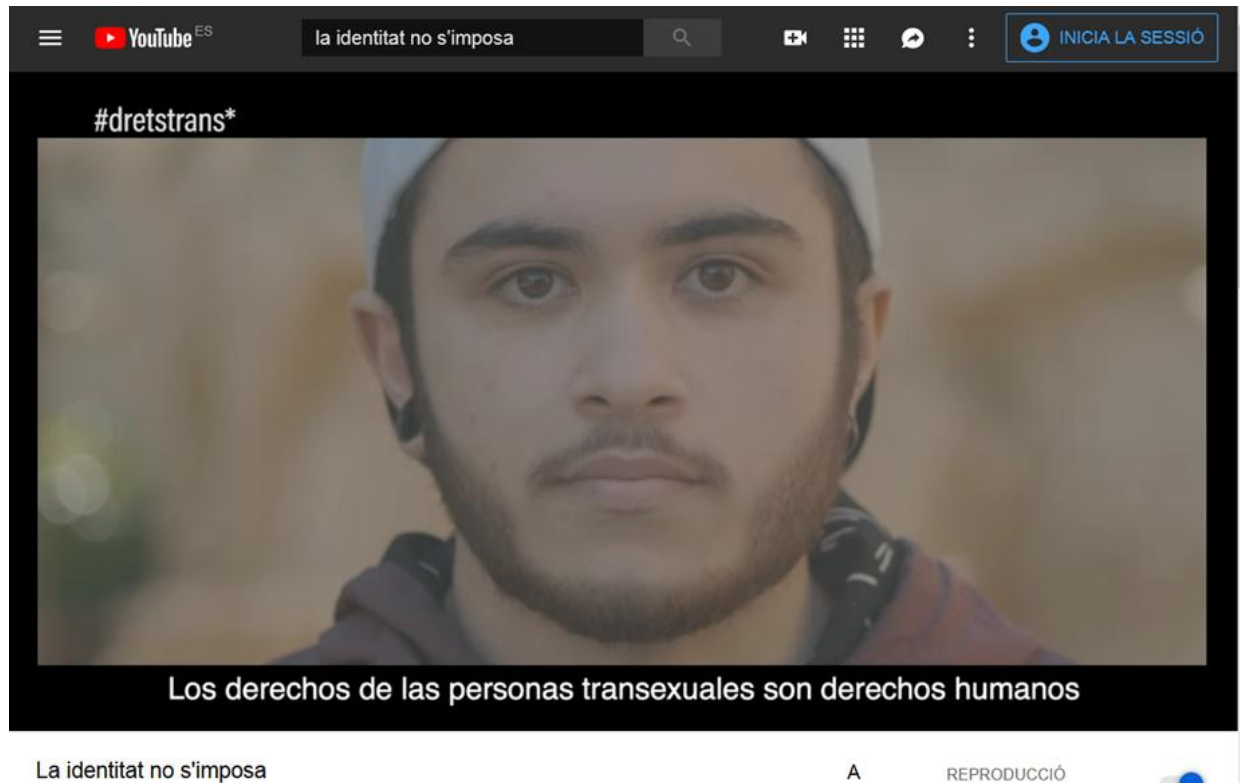 YouTube ES la identitat no s'imposa INICIA LA SESSIÓ
#dretstrans*
Los derechos de las personas transexuales son derechos humanos
La identitat no s'imposa A REPRODUCCIÓ